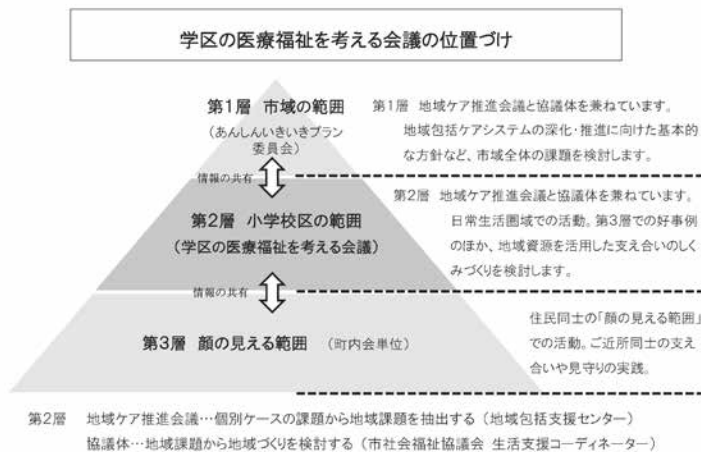 学区の医療福祉を考える会議の位置づけ
第1層 市域の範囲
(あんしんいきいきプラン
委員会)
第1層 地域ケア推進会議と協議体を兼ねています。
地域包括ケアシステムの深化・推進に向けた基本的
な方針など、市域全体の課題を検討します。
情報の共有
第2層 小学校区の範囲
(学区の医療福祉を考える会議)
第2層 地域ケア推進会議と協議体を兼ねています。
日常生活圏域での活動。第3層での好事例
のほか、地域資源を活用した支え合いのしく
みづくりを検討します。
情報の共有
第3層 顔の見える範囲 (町内会単位)
住民同士の「顔の見える範囲」
での活動。ご近所同士の支え
合いや見守りの実践。
第2層 地域ケア推進会議…個別ケースの課題から地域課題を抽出する(地域包括支援センター)
協議体…地域課題から地域づくりを検討する(市社会福祉協議会 生活支援コーディネーター)